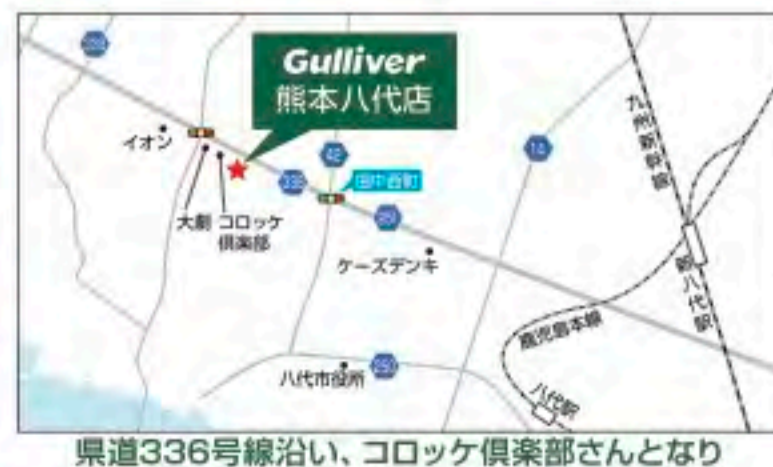 Gulliver
熊本八代店
イオン
42
14
336
田中西町
大劇
コロッケ
倶楽部
ケーズデンキ
九州新幹線
新八代駅
鹿児島本線
八代駅
八代市役所
250
県道336号線沿い、コロッケ倶楽部さんとなり